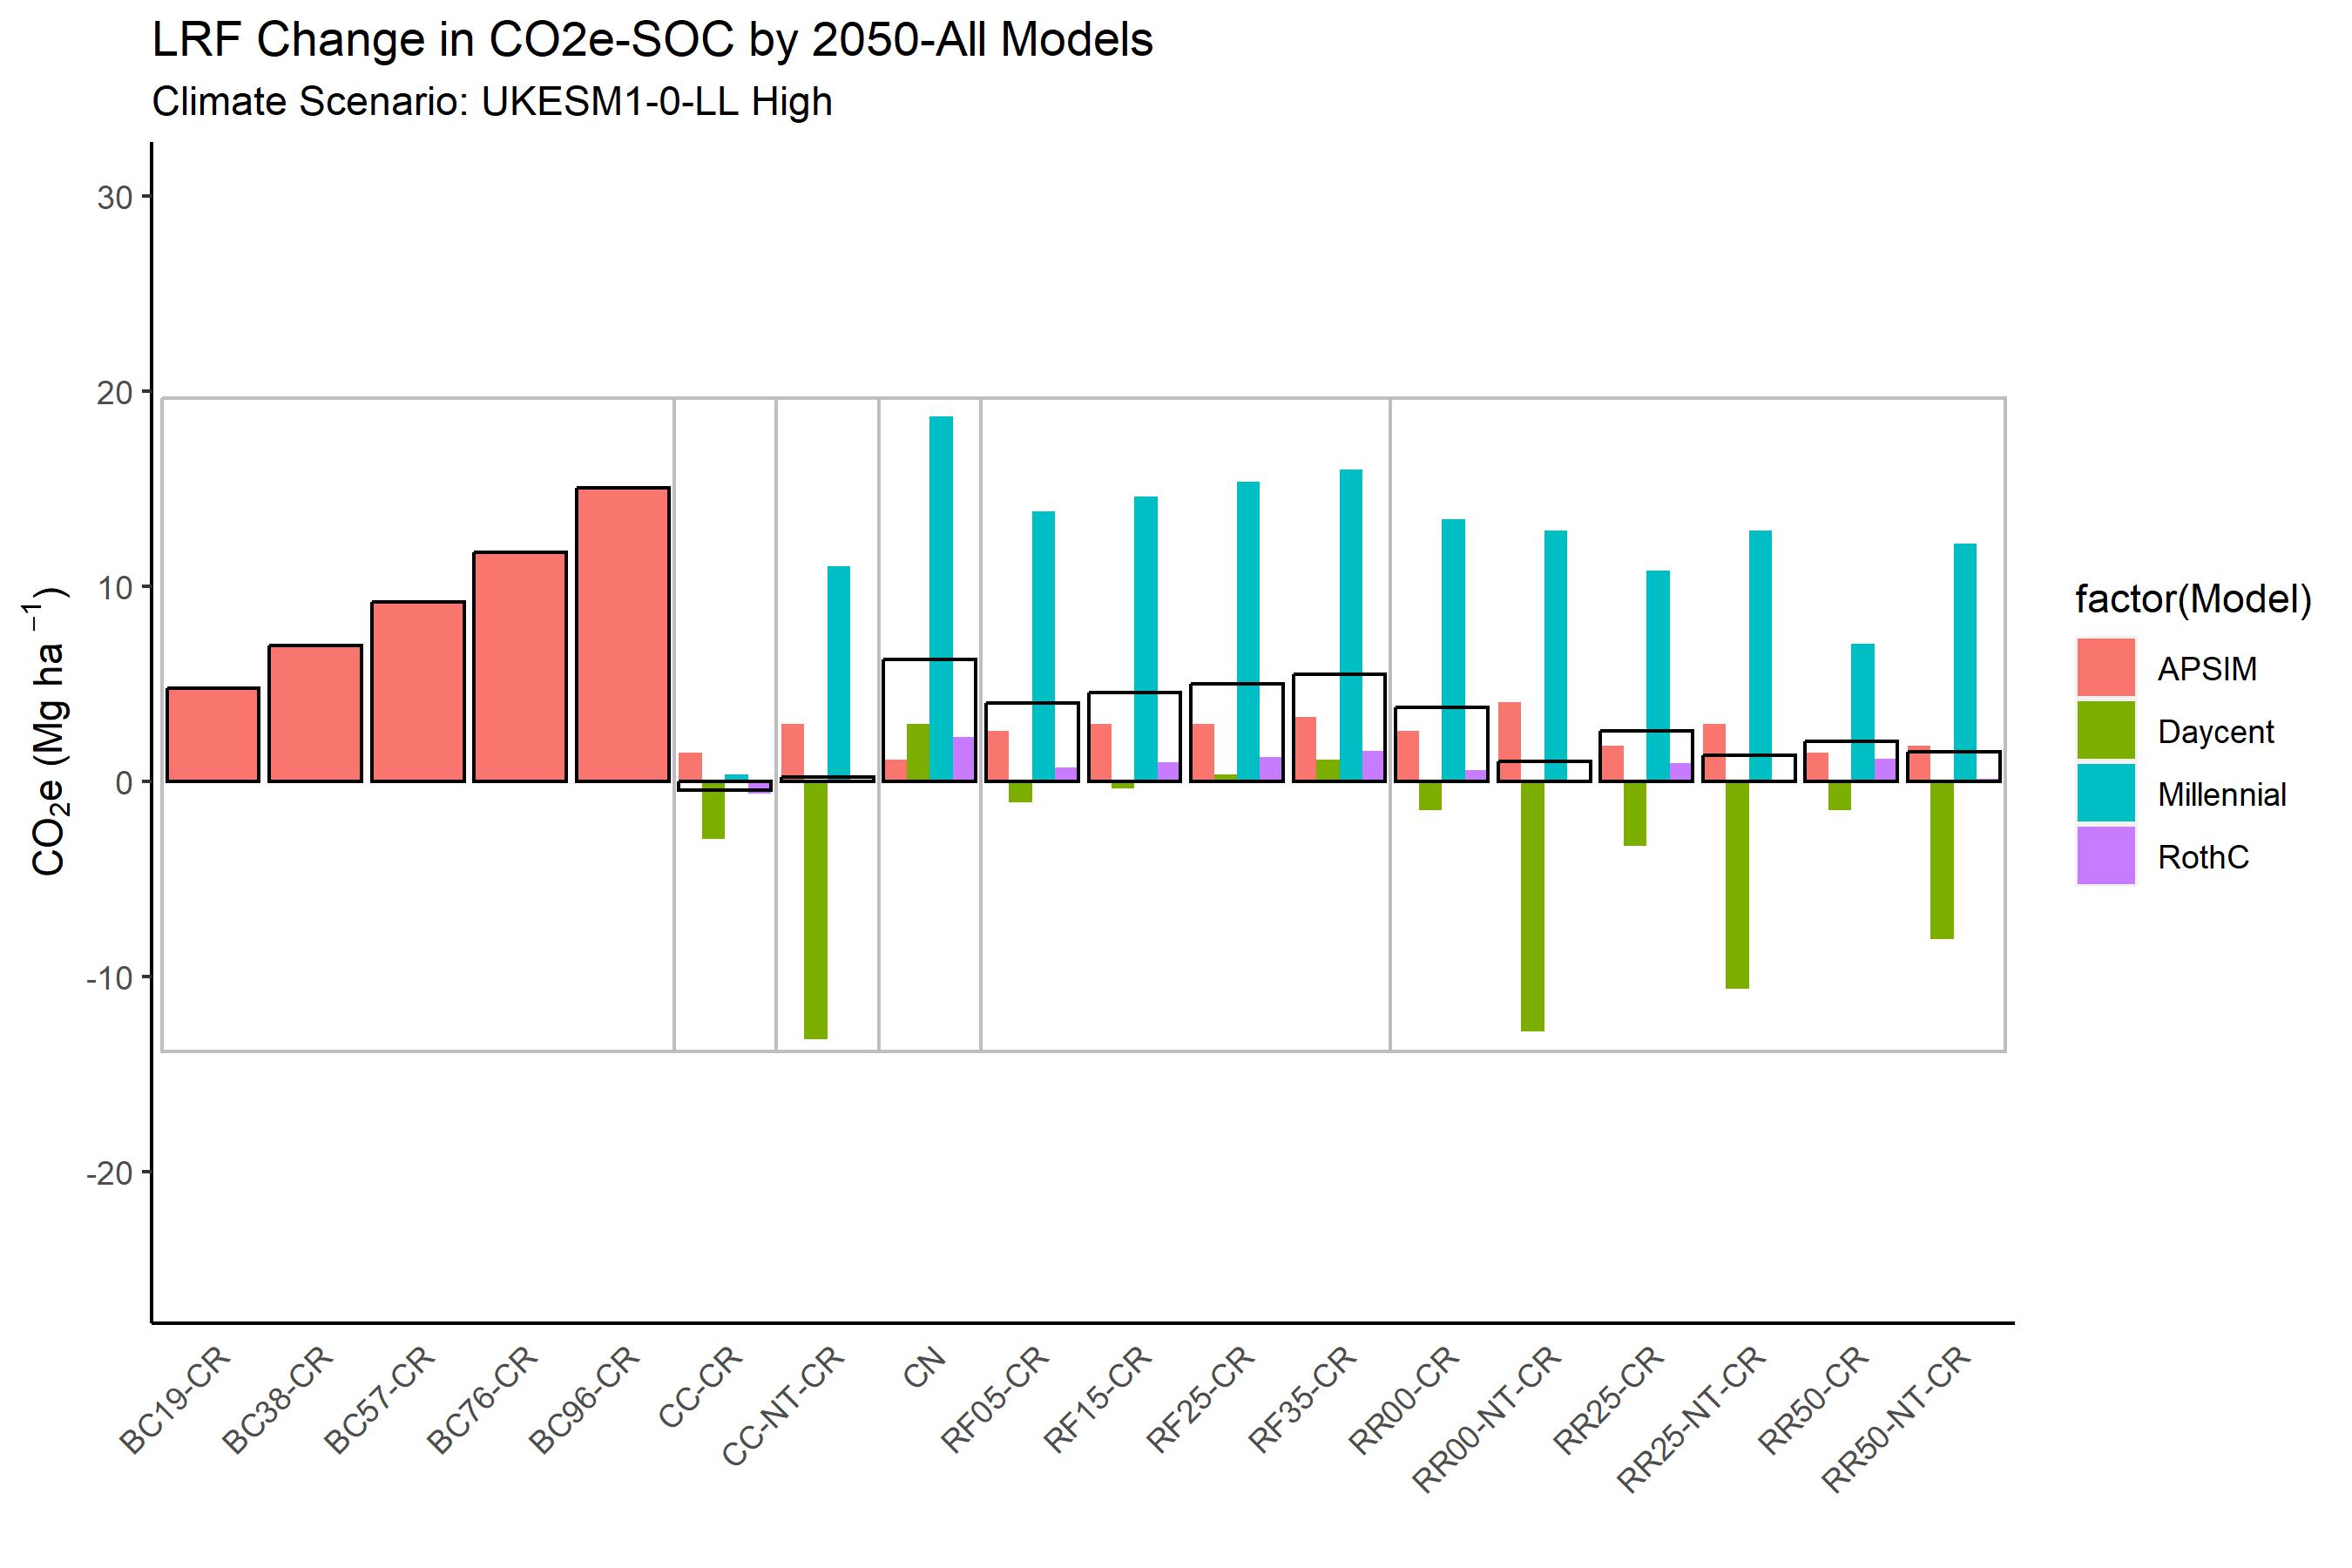 LRF Change in CO2e-SOC by 2050-All Models
Climate Scenario: UKESM1-0-LL High
CO₂e (Mg ha ⁻¹)
30
20
10
0
-10
-20
BC19-CR
BC38-CR
BC57-CR
BC76-CR
BC96-CR
CC-CR
CC-NT-CR
CN
RF05-CR
RF15-CR
RF25-CR
RF35-CR
RR00-CR
RR00-NT-CR
RR25-CR
RR25-NT-CR
RR50-CR
RR50-NT-CR
factor(Model)
APSIM
Daycent
Millennial
RothC